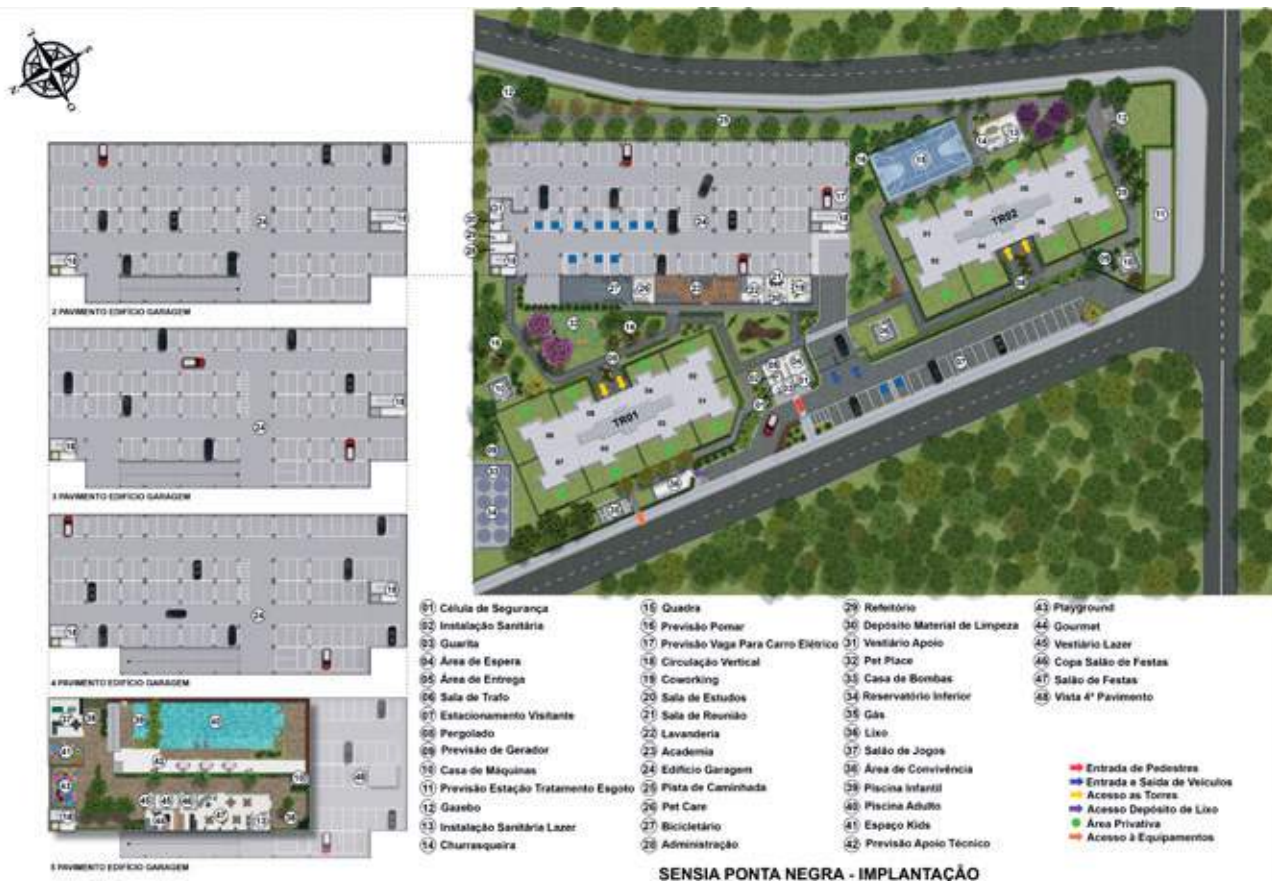 2 PAVIMENTO EDIFÍCIO GARAGEM
3 PAVIMENTO EDIFÍCIO GARAGEM
4 PAVIMENTO EDIFÍCIO GARAGEM
5 PAVIMENTO EDIFÍCIO GARAGEM
TR02
TR01
01 Célula de Segurança
02 Instalação Sanitária
03 Guarita
04 Área de Espera
05 Área de Entrega
06 Sala de Trafo
07 Estacionamento Visitante
08 Pergolado
09 Previsão de Gerador
10 Casa de Máquinas
11 Previsão Estação Tratamento Esgoto
12 Gazebo
13 Instalação Sanitária Lazer
14 Churrasqueira
15 Quadra
16 Previsão Pomar
17 Previsão Vaga Para Carro Elétrico
18 Circulação Vertical
19 Coworking
20 Sala de Estudos
21 Sala de Reunião
22 Lavanderia
23 Academia
24 Edifício Garagem
25 Pista de Caminhada
26 Pet Care
27 Bicicletário
28 Administração
29 Refeitório
30 Depósito Material de Limpeza
31 Vestiário Apoio
32 Pet Place
33 Casa de Bombas
34 Reservatório Inferior
35 Gás
36 Lixo
37 Salão de Jogos
38 Área de Convivência
39 Piscina Infantil
40 Piscina Adulto
41 Espaço Kids
42 Previsão Apoio Técnico
43 Playground
44 Gourmet
45 Vestiário Lazer
46 Copa Salão de Festas
47 Salão de Festas
48 Vista 4º Pavimento
Entrada de Pedestres
Entrada e Saída de Veículos
Acesso as Torres
Acesso Depósito de Lixo
Área Privativa
Acesso à Equipamentos
SENSIA PONTA NEGRA - IMPLANTAÇÃO